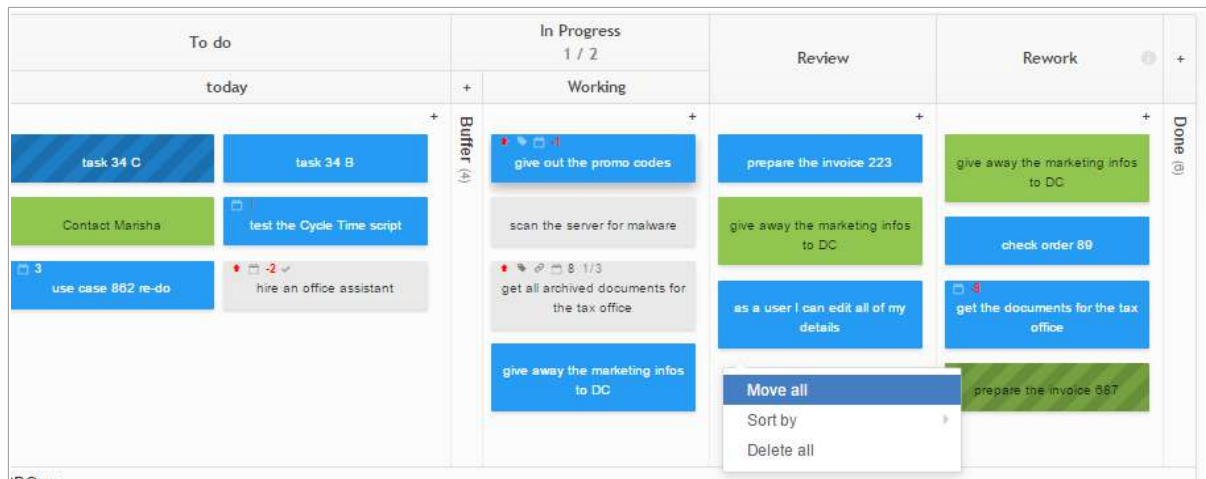 To do
In Progress
1 / 2
Review
Rework
+
today
+
Working
+
task 34 C
task 34 B
Contact Marisha
test the Cycle Time script
3
use case 862 re-do
-2
hire an office assistant
Buffer (4)
+
-1
give out the promo codes
scan the server for malware
8 1/3
get all archived documents for
the tax office
give away the marketing infos
to DC
+
prepare the invoice 223
give away the marketing infos
to DC
as a user I can edit all of my
details
Move all
Sort by
Delete all
+
give away the marketing infos
to DC
check order 89
-8
get the documents for the tax
office
prepare the invoice 687
Done